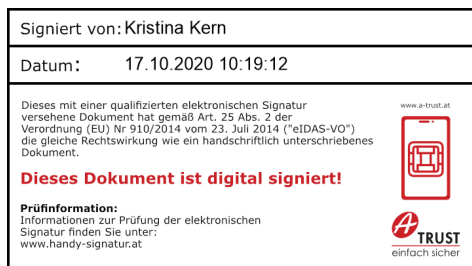 Signiert von: Kristina Kern
Datum: 17.10.2020 10:19:12
Dieses mit einer qualifizierten elektronischen Signatur
versehene Dokument hat gemäß Art. 25 Abs. 2 der
Verordnung (EU) Nr 910/2014 vom 23. Juli 2014 ("eIDAS-VO")
die gleiche Rechtswirkung wie ein handschriftlich unterschriebenes
Dokument.
www.a-trust.at
Dieses Dokument ist digital signiert!
Prüfinformation:
Informationen zur Prüfung der elektronischen
Signatur finden Sie unter:
www.handy-signatur.at
A TRUST
einfach sicher